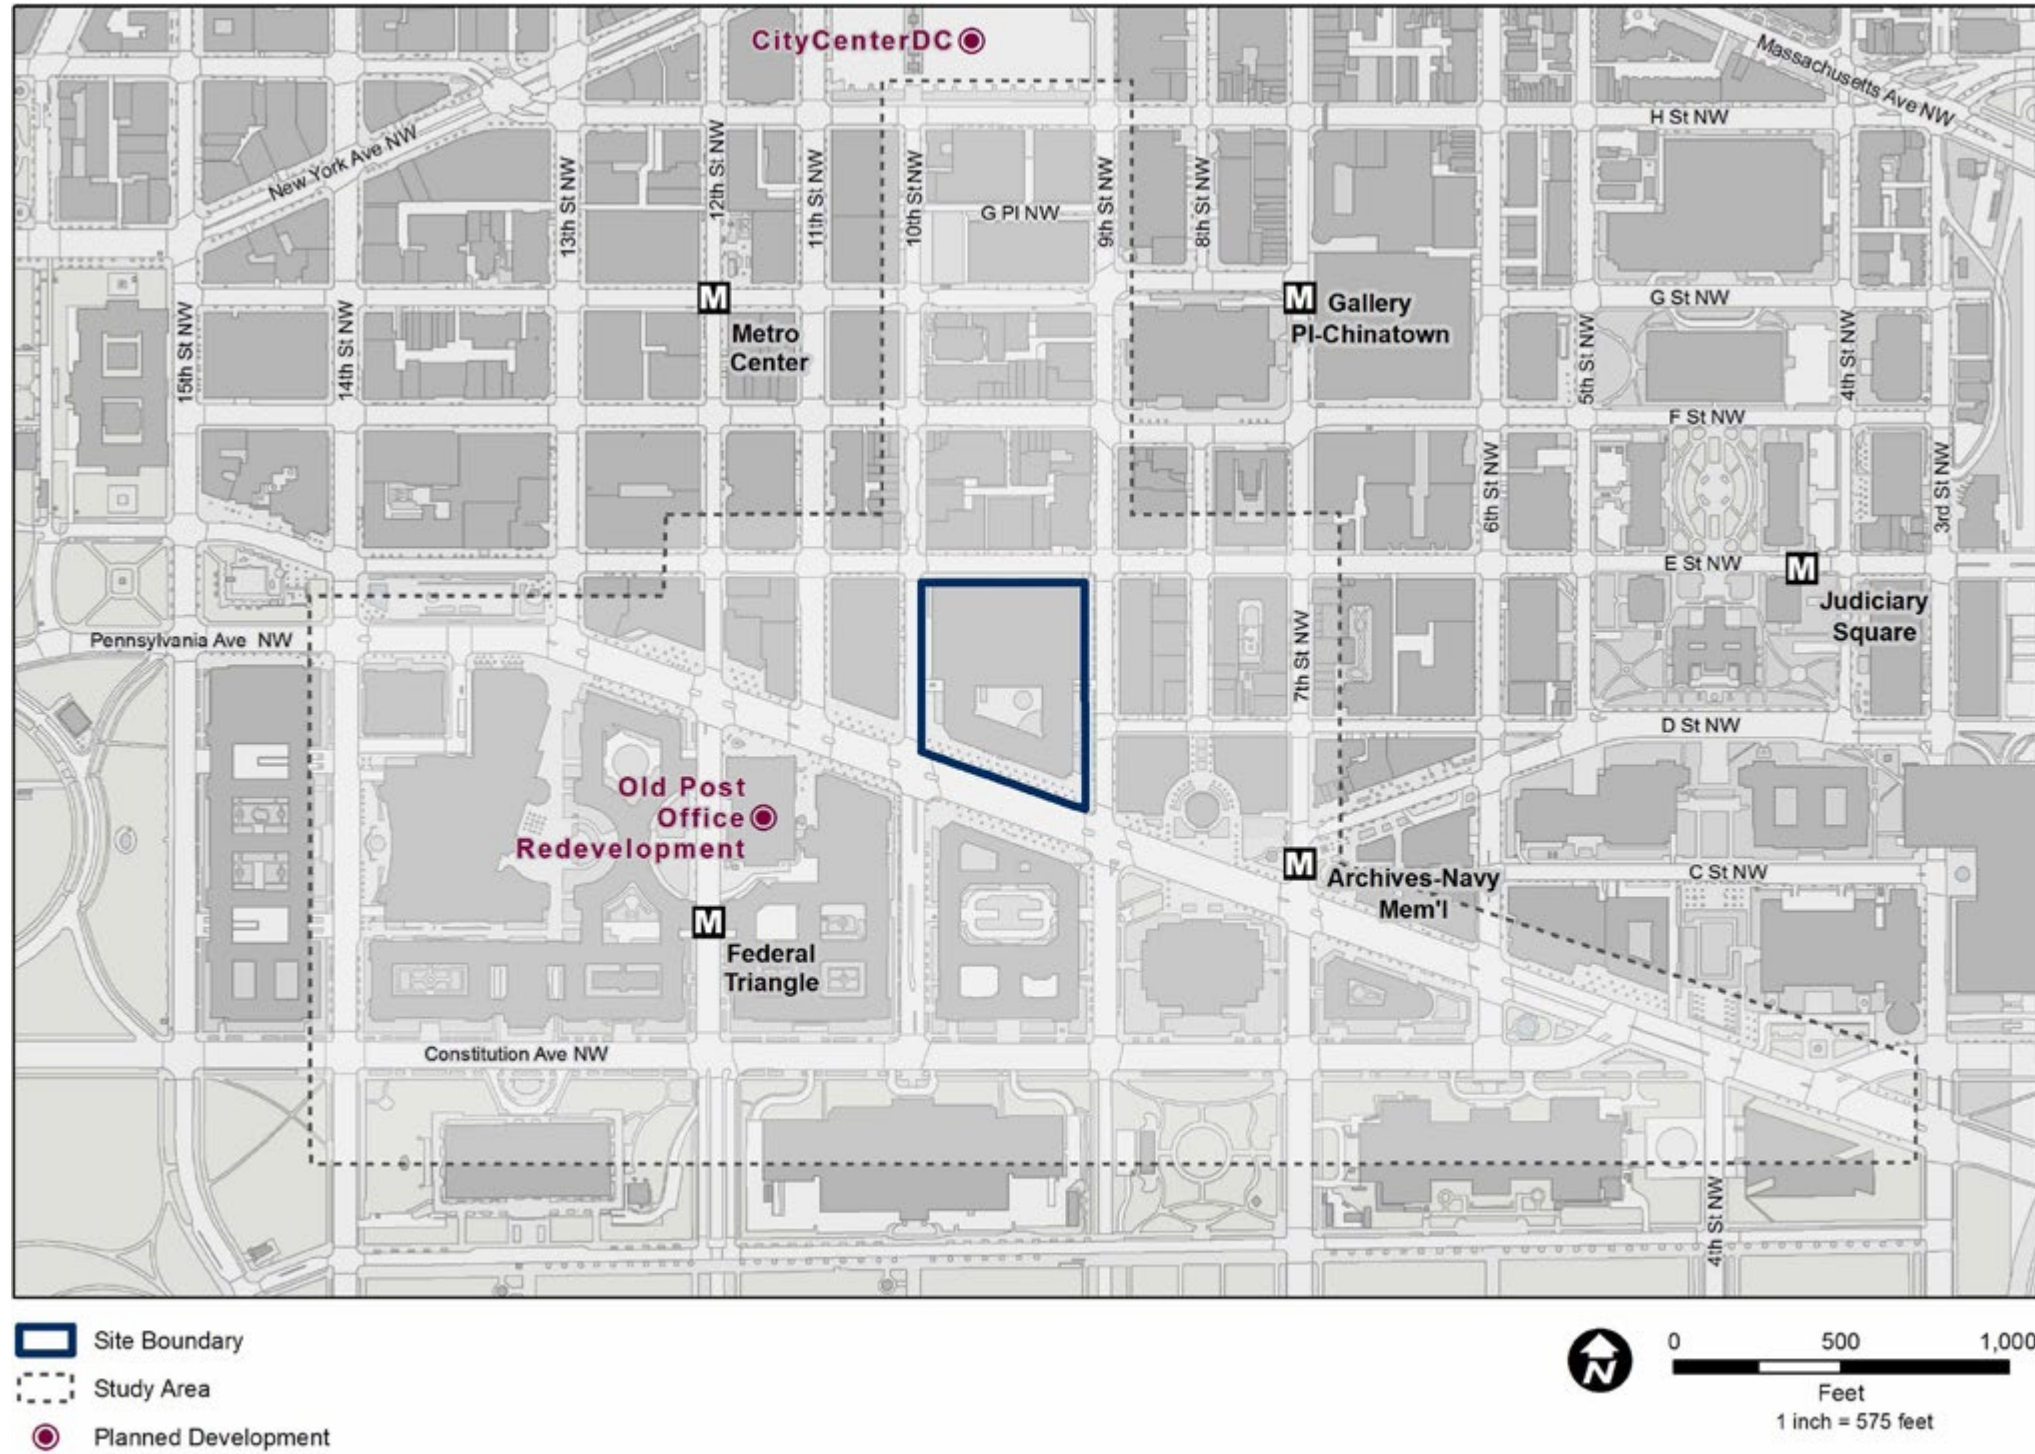 CityCenterDC
Massachusetts Ave NW
H St NW
New York Ave NW
13th St NW
12th St NW
11th St NW
10th St NW
G Pl NW
9th St NW
8th St NW
M
Metro
Center
M
Gallery
Pl-Chinatown
G St NW
15th St NW
14th St NW
5th St NW
4th St NW
F St NW
6th St NW
3rd St NW
E St NW
M
Judiciary
Square
Pennsylvania Ave NW
7th St NW
D St NW
Old Post
Office
Redevelopment
M
Archives-Navy
Mem'l
C St NW
M
Federal
Triangle
Constitution Ave NW
4th St NW
Site Boundary
Study Area
Planned Development
N
0 500 1,000
Feet
1 inch = 575 feet